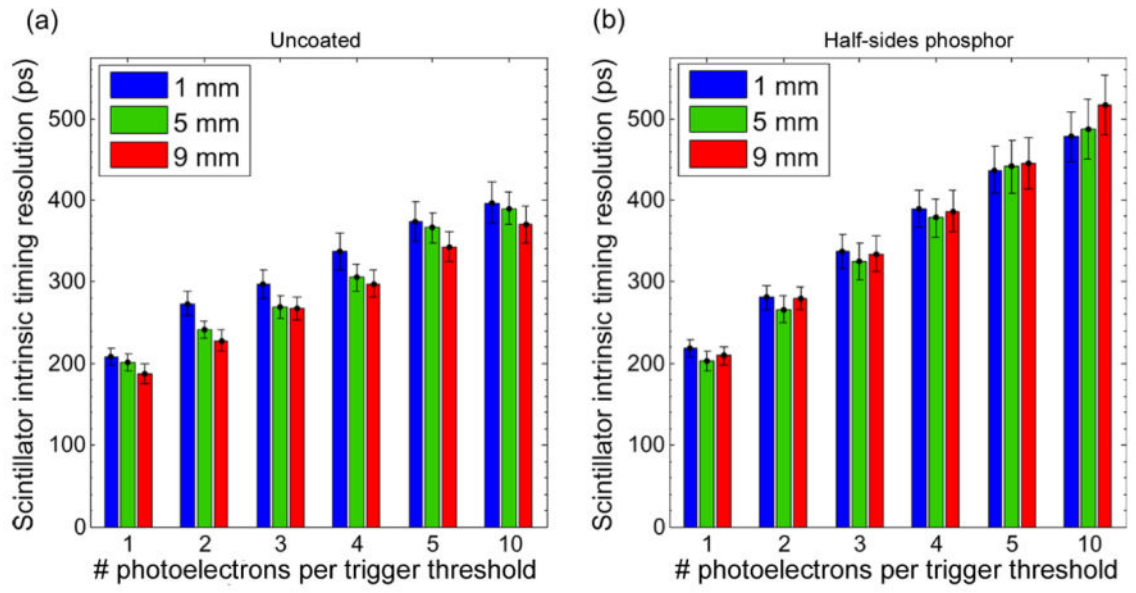 (a)
Uncoated
Scintillator intrinsic timing resolution (ps)
500
400
300
200
100
0
1 mm
5 mm
9 mm
1 2 3 4 5 10
# photoelectrons per trigger threshold
(b)
Half-sides phosphor
Scintillator intrinsic timing resolution (ps)
500
400
300
200
100
0
1 mm
5 mm
9 mm
1 2 3 4 5 10
# photoelectrons per trigger threshold